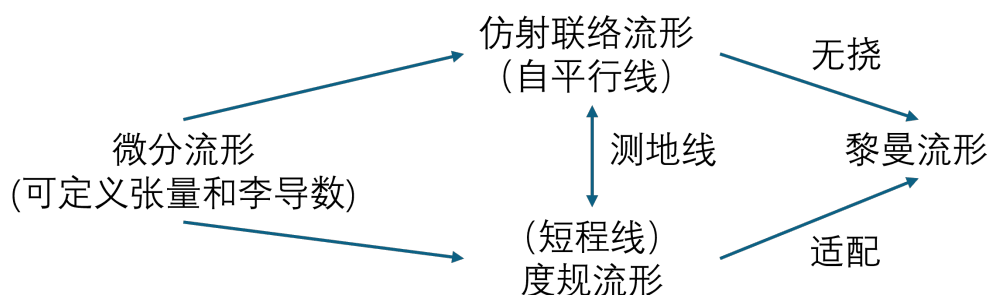 仿射联络流形
（自平行线）
无挠
微分流形
(可定义张量和李导数)
测地线
黎曼流形
（短程线）
度规流形
适配